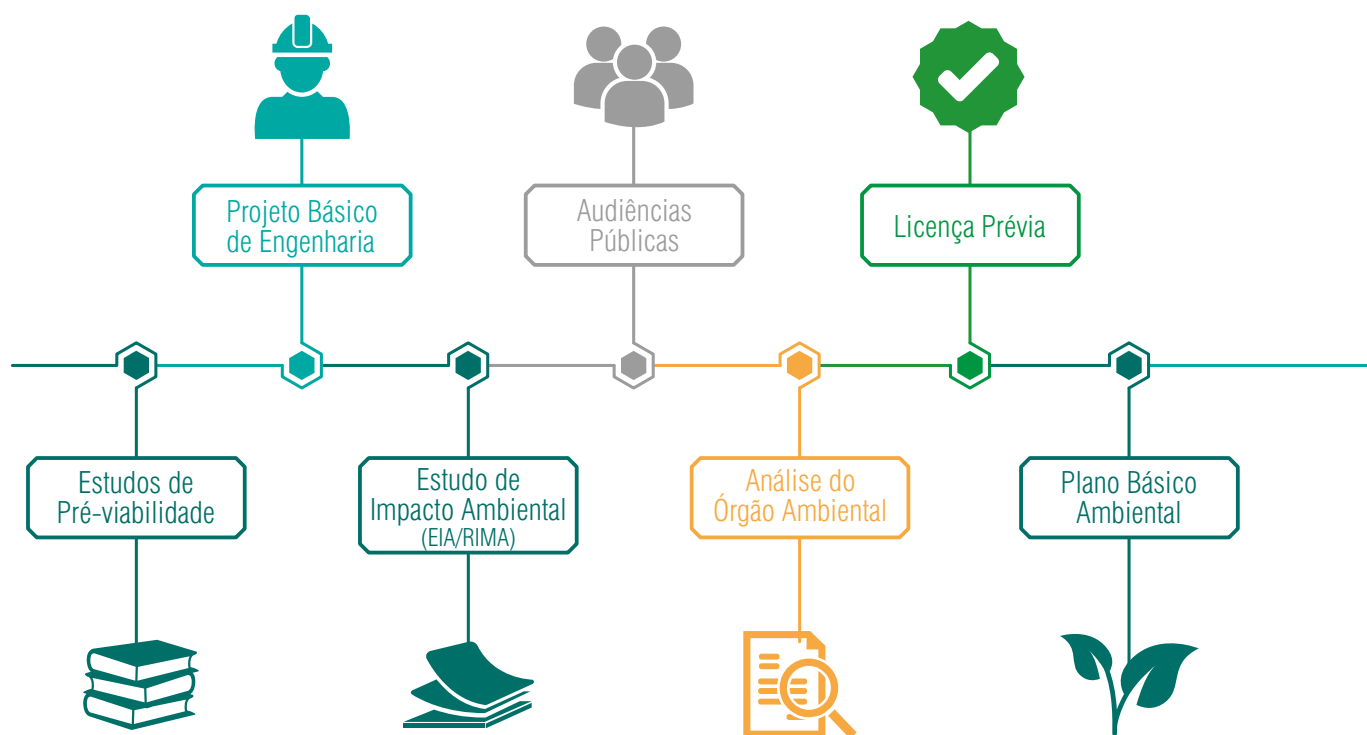 Projeto Básico
de Engenharia
Audiências
Públicas
Licença Prévia
Estudos de
Pré-viabilidade
Estudo de
Impacto Ambiental
(EIA/RIMA)
Análise do
Órgão Ambiental
Plano Básico
Ambiental